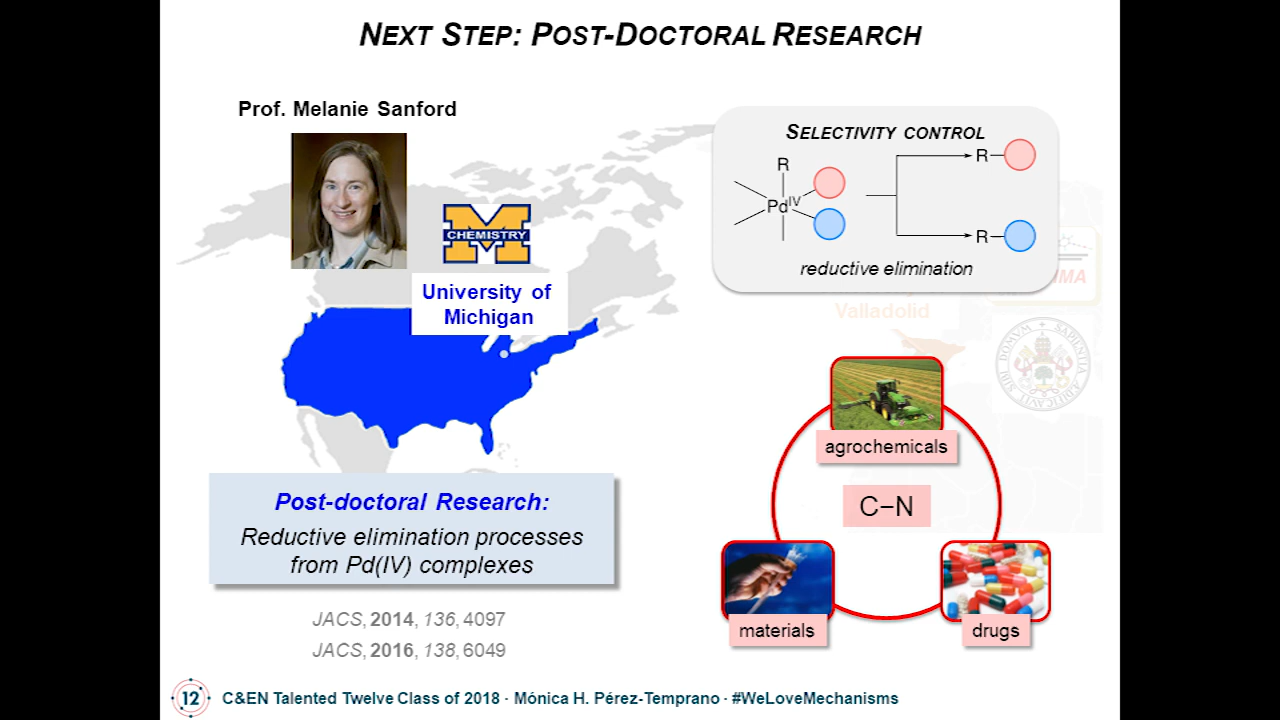 NEXT STEP: POST-DOCTORAL RESEARCH
Prof. Melanie Sanford
CHEMISTRY
University of
Michigan
SELECTIVITY CONTROL
R
Pd^IV
R
R
reductive elimination
Valladolid
agrochemicals
C–N
materials
drugs
Post-doctoral Research:
Reductive elimination processes
from Pd(IV) complexes
JACS, 2014, 136, 4097
JACS, 2016, 138, 6049
12
C&EN Talented Twelve Class of 2018 · Mónica H. Pérez-Temprano · #WeLoveMechanisms